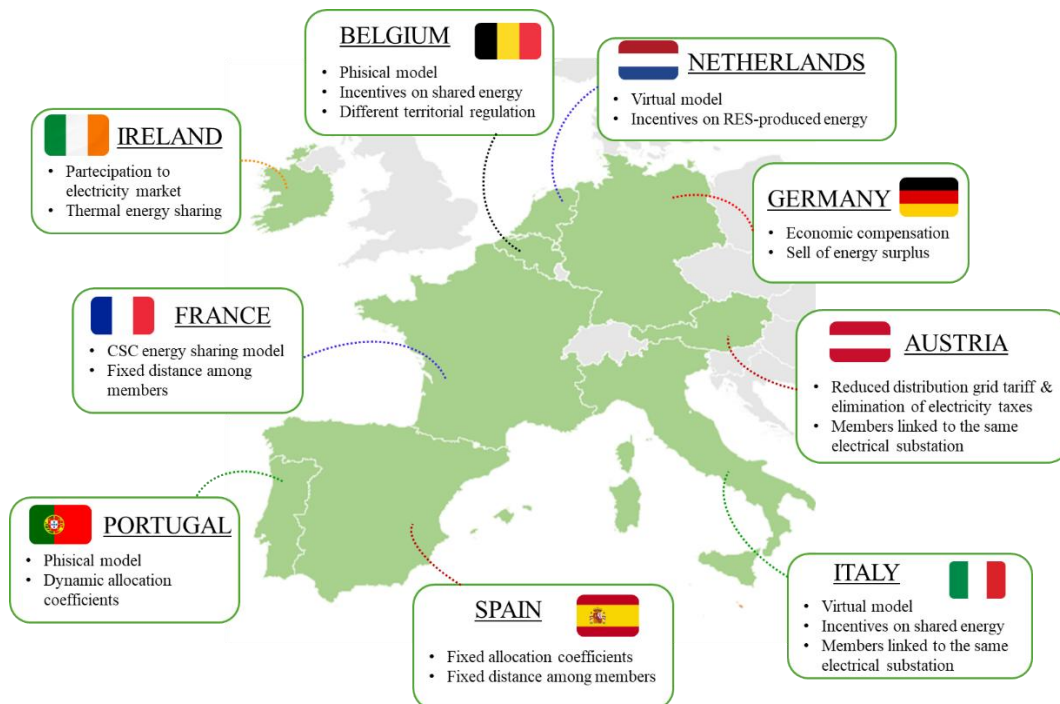 BELGIUM
• Phisical model
• Incentives on shared energy
• Different territorial regulation
NETHERLANDS
• Virtual model
• Incentives on RES-produced energy
IRELAND
• Partecipation to
electricity market
• Thermal energy sharing
GERMANY
• Economic compensation
• Sell of energy surplus
FRANCE
• CSC energy sharing model
• Fixed distance among
members
AUSTRIA
• Reduced distribution grid tariff &
elimination of electricity taxes
• Members linked to the same
electrical substation
PORTUGAL
• Phisical model
• Dynamic allocation
coefficients
SPAIN
• Fixed allocation coefficients
• Fixed distance among members
ITALY
• Virtual model
• Incentives on shared energy
• Members linked to the same
electrical substation